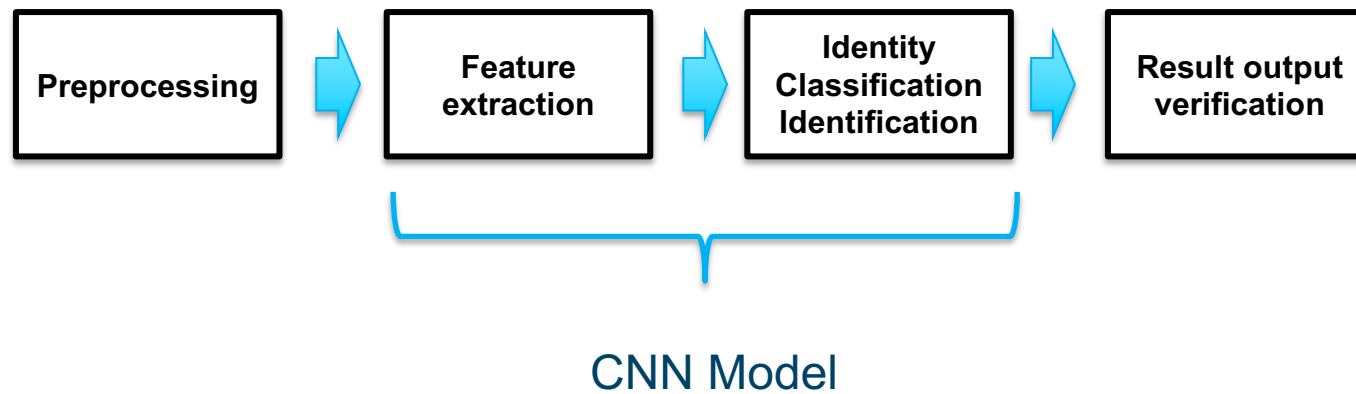 Preprocessing
Feature
extraction
Identity
Classification
Identification
Result output
verification
CNN Model